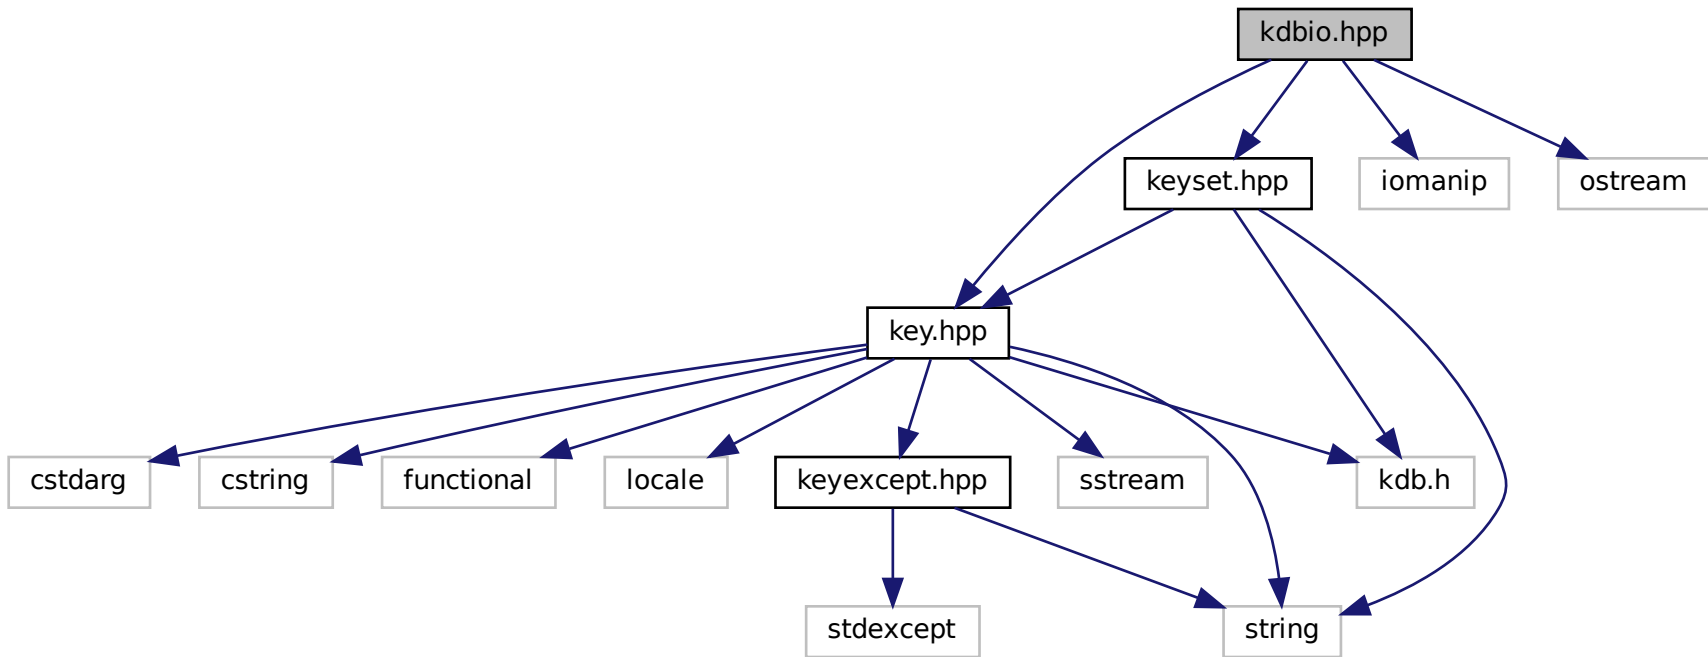 kdbio.hpp
keyset.hpp
iomanip
ostream
key.hpp
cstdarg
cstring
functional
locale
keyexcept.hpp
sstream
kdb.h
stdexcept
string